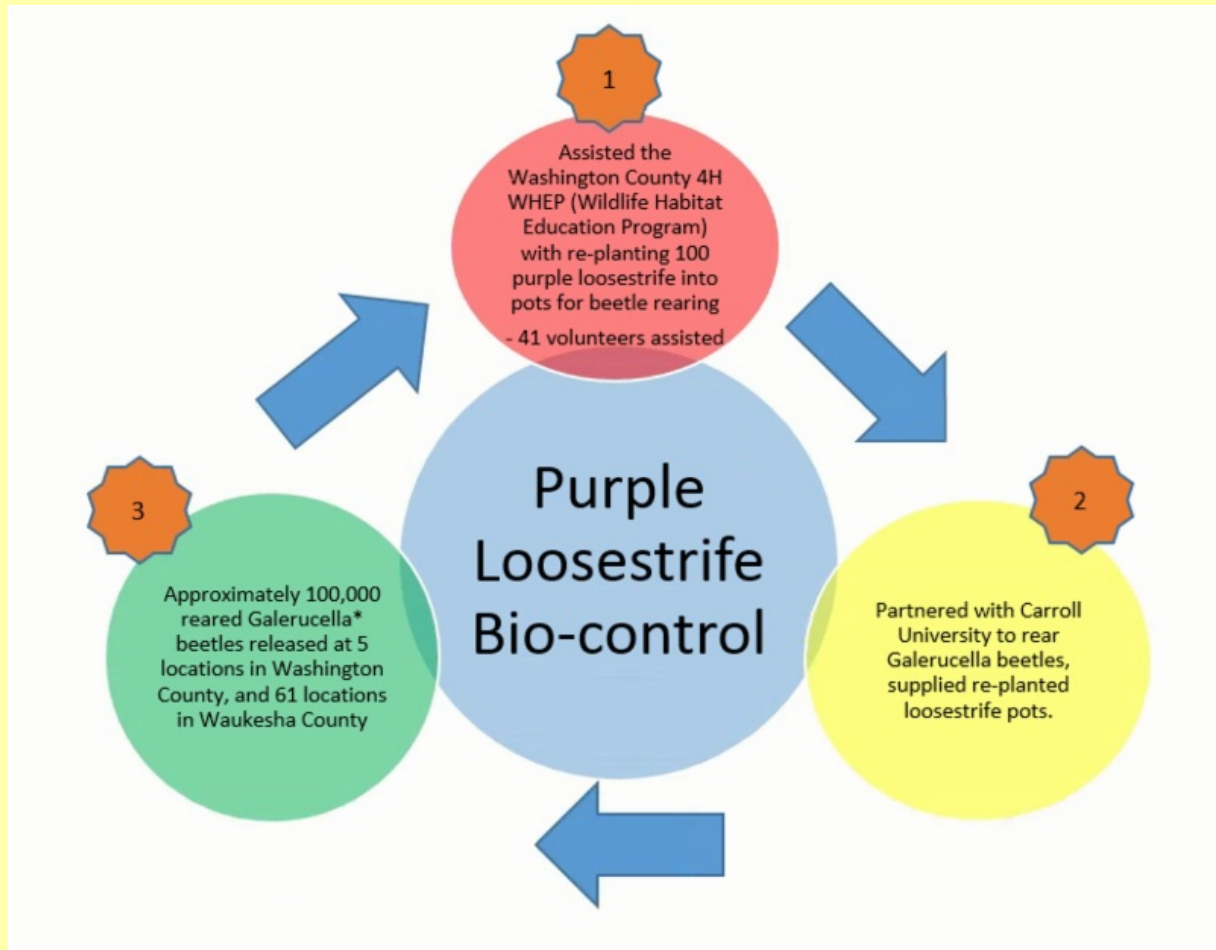 1
Assisted the
Washington County 4H
WHEP (Wildlife Habitat
Education Program)
with re-planting 100
purple loosestrife into
pots for beetle rearing
- 41 volunteers assisted
Purple
Loosestrife
Bio-control
2
Partnered with Carroll
University to rear
Galerucella beetles,
supplied re-planted
loosestrife pots.
3
Approximately 100,000
reared Galerucella*
beetles released at 5
locations in Washington
County, and 61 locations
in Waukesha County